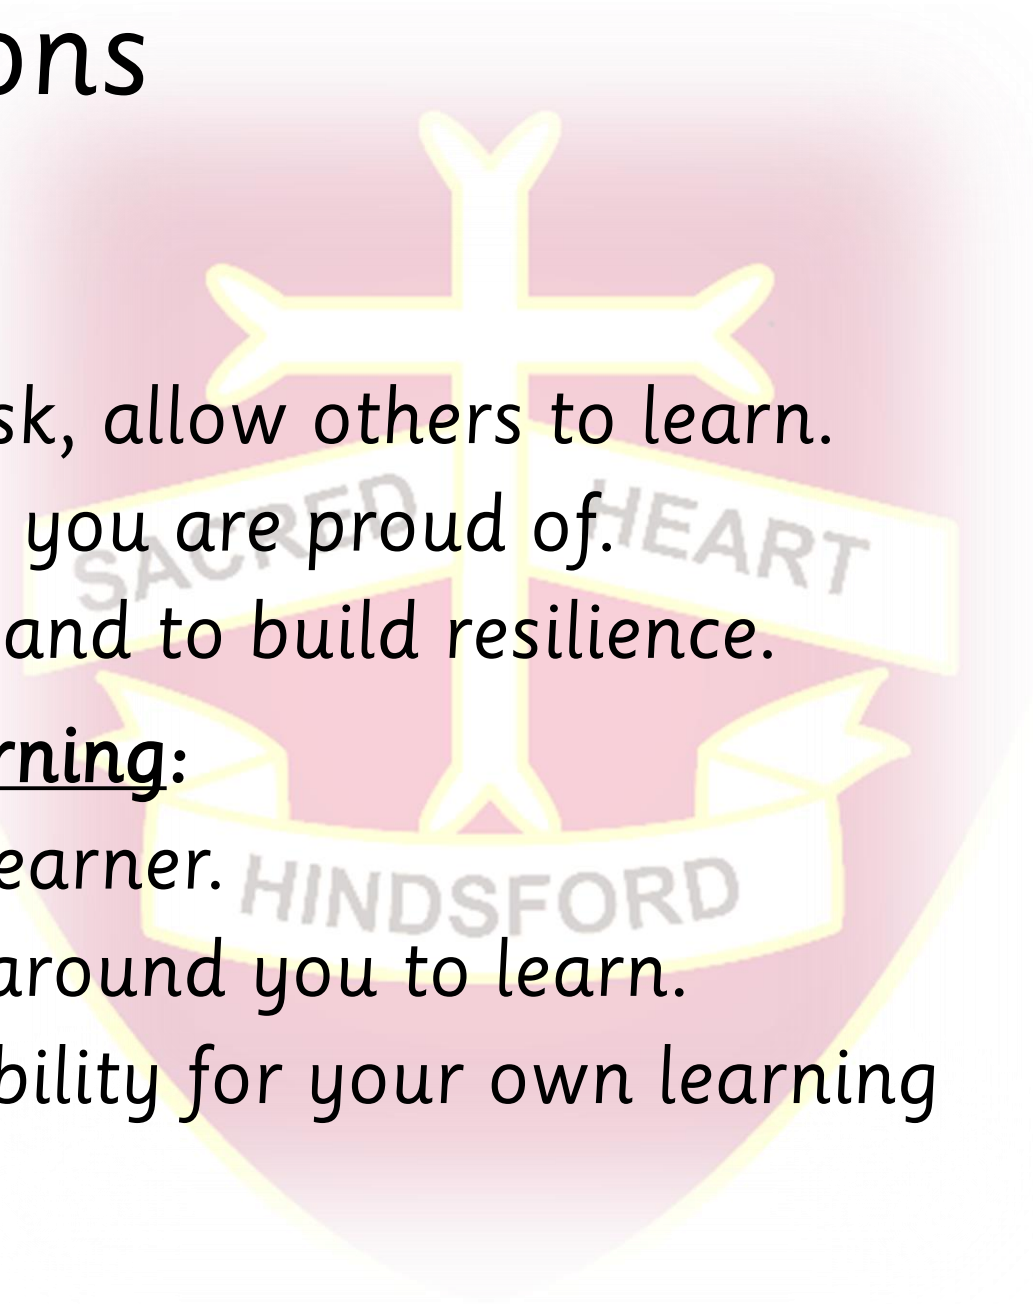 ons
sk, allow others to learn.
SACRED HEART
you are proud of.
and to build resilience.
rning:
earner.
HINDSFORD
around you to learn.
bility for your own learning